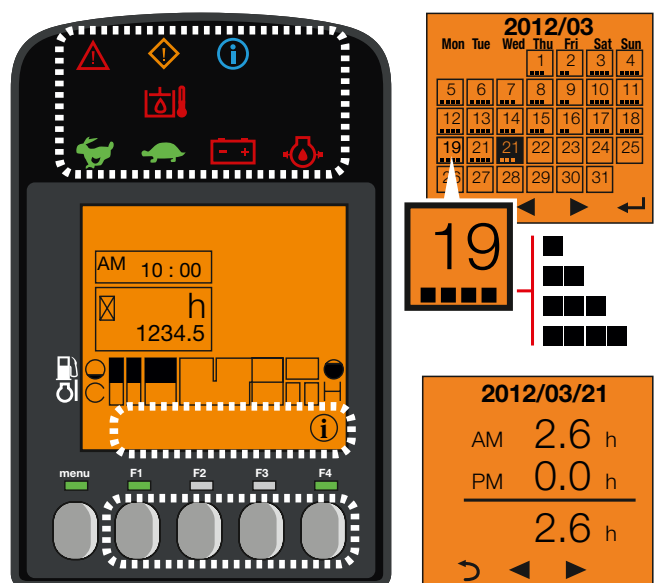 AM 10 : 00
h
1234.5
C H
i
menu F1 F2 F3 F4
2012/03
Mon Tue Wed Thu Fri Sat Sun
1 2 3 4
5 6 7 8 9 10 11
12 13 14 15 16 17 18
19 21 21 22 23 24 25
26 27 28 29 30 31
19
2012/03/21
AM 2.6 h
PM 0.0 h
2.6 h